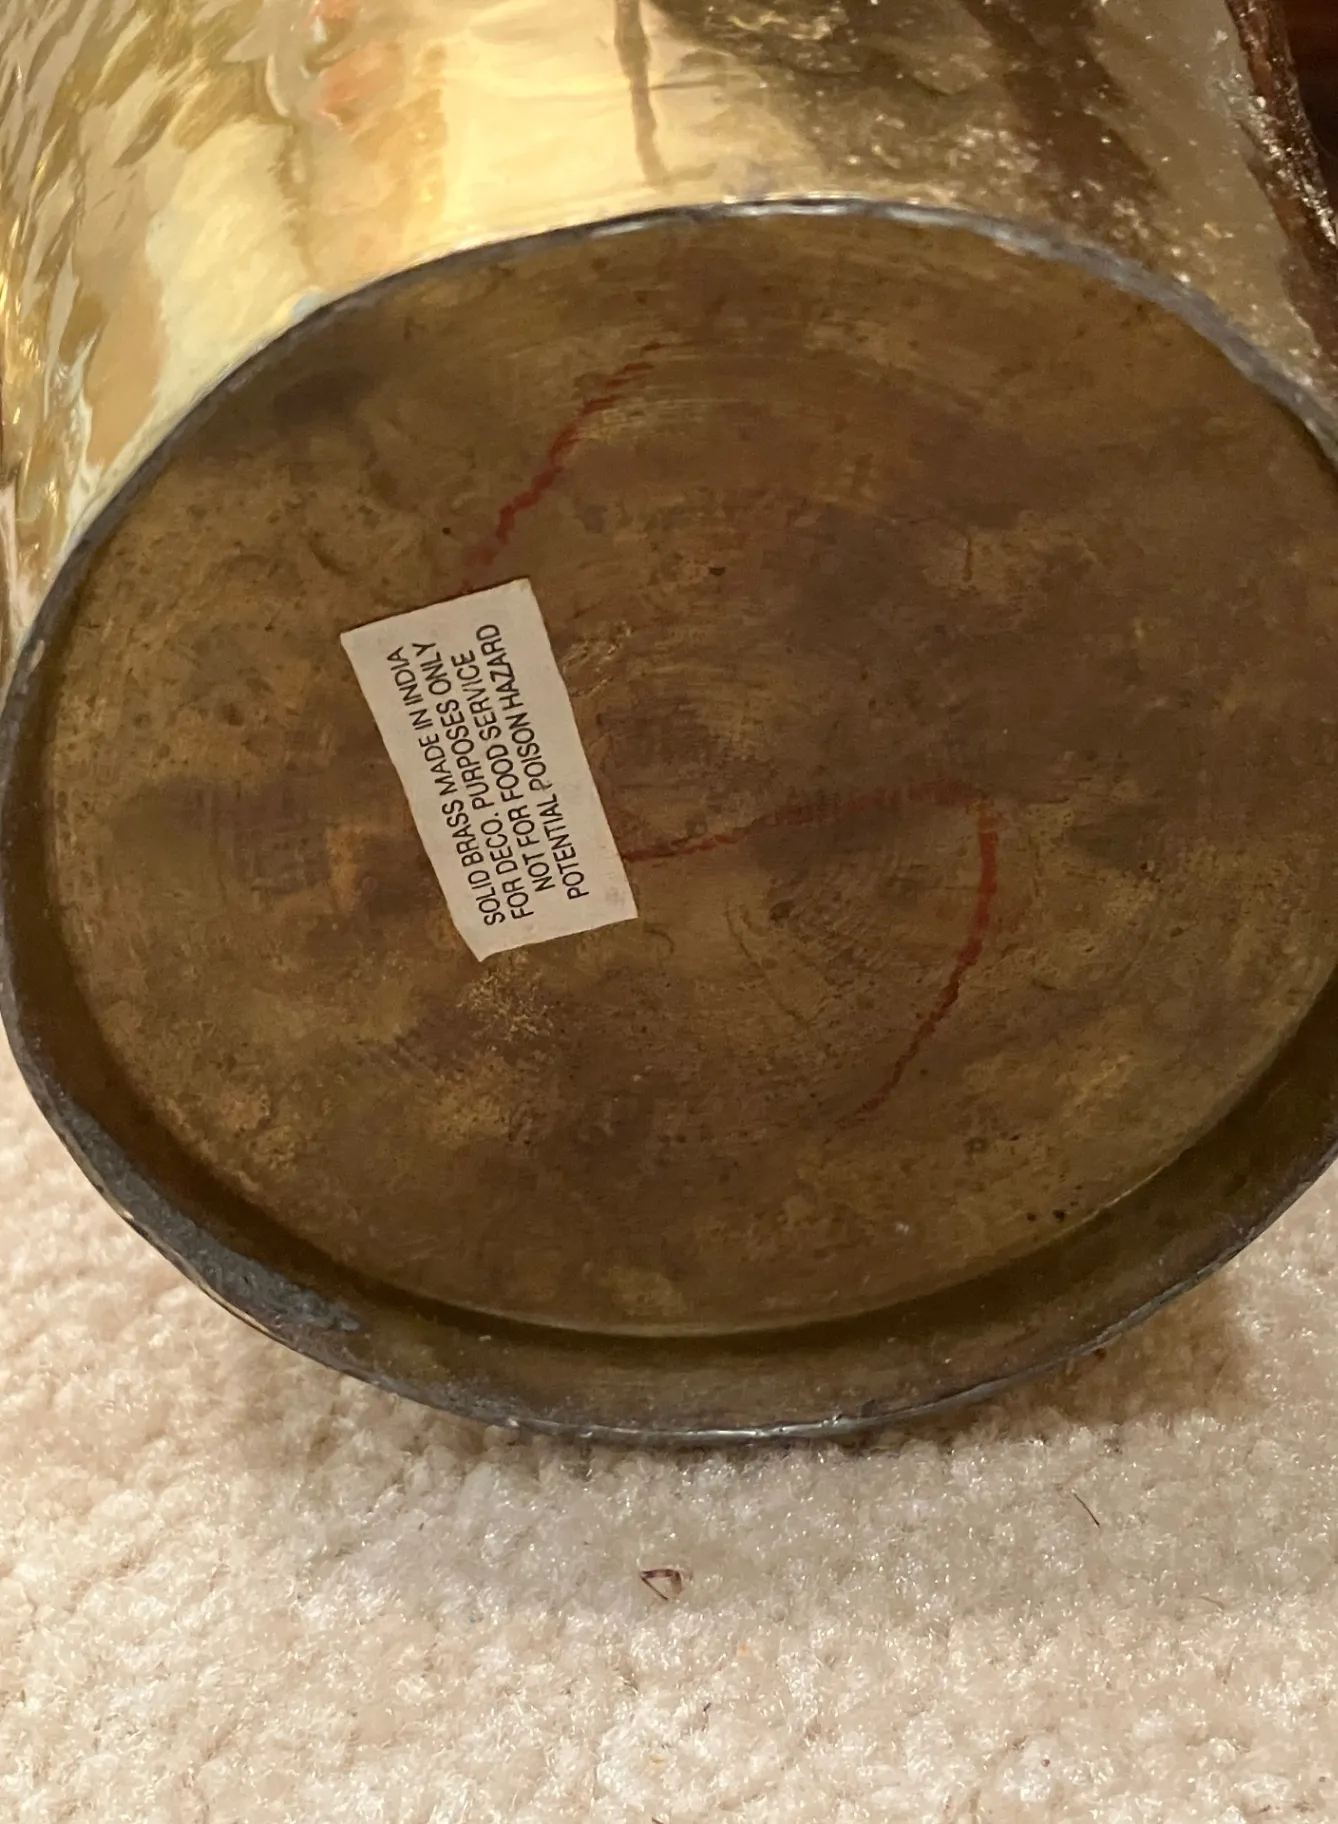 SOLID BRASS MADE IN INDIA
FOR DECO. PURPOSES ONLY
NOT FOR FOOD SERVICE
POTENTIAL POISON HAZARD